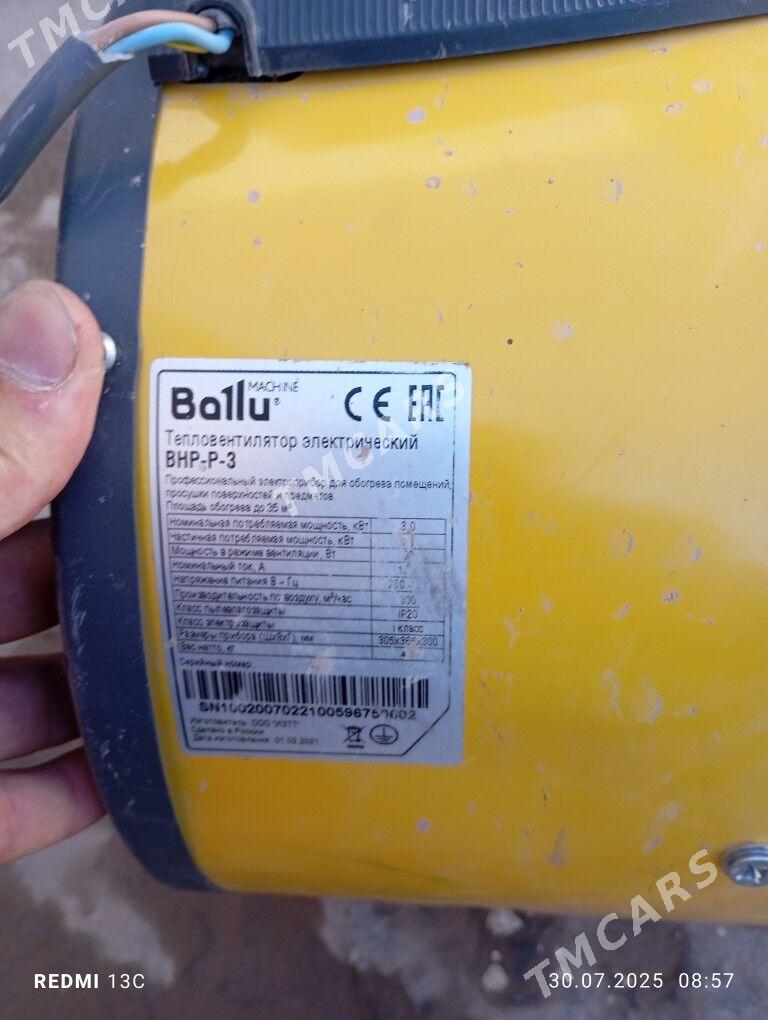 MACHINE
Ballu®
CE EAC
Тепловентилятор электрический
BHP-P-3
Профессиональный электроприбор для обогрева помещений,
просушки поверхностей и предметов.
Площадь обогрева до 35 м²
Номинальная потребляемая мощность, кВт 3,0
Частичная потребляемая мощность, кВт
Мощность в режиме вентиляции, Вт
Номинальный ток, А
Напряжение питания В ~ Гц
Производительность по воздуху, м³/час 300
Класс пылевлагозащиты IP20
Класс электрозащиты I класс
Размеры прибора (ШхВхГ), мм 305x365x300
Вес нетто, кг
Серийный номер
Изготовитель: ООО "ИЗТТ"
Сделано в России
Дата изготовления: 01.02.2021
TMCARS
TMCARS
TMCARS
TMCARS
REDMI 13C
30.07.2025 08:57